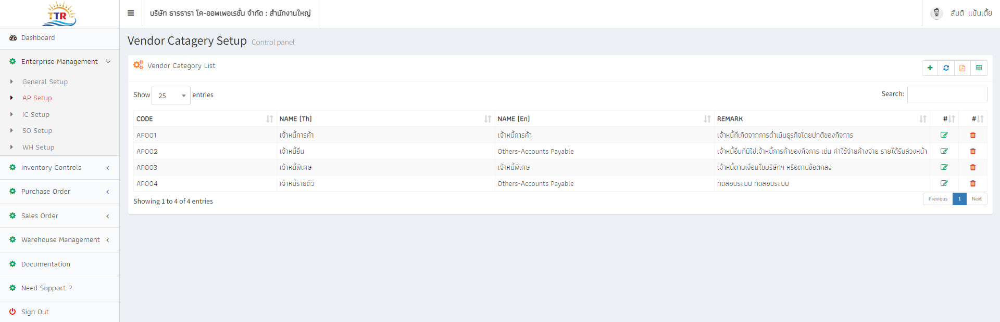 TTR
บริษัท ธารธารา โค-ออพเพอเรชั่น จำกัด : สำนักงานใหญ่
สันติ แป้นเตี้ย
Dashboard
Enterprise Management
General Setup
AP Setup
IC Setup
SO Setup
WH Setup
Inventory Controls
Purchase Order
Sales Order
Warehouse Management
Documentation
Need Support ?
Sign Out
Vendor Catagery Setup Control panel
Vendor Category List
Show 25 entries
Search:
CODE NAME [Th] NAME [En] REMARK # #
AP001 เจ้าหนี้การค้า เจ้าหนี้การค้า เจ้าหนี้ที่เกิดจากการดำเนินธุรกิจโดยปกติของกิจการ
AP002 เจ้าหนี้อื่น Others-Accounts Payable เจ้าหนี้อื่นที่มิใช่เจ้าหนี้การค้าของกิจการ เช่น ค่าใช้จ่ายค้างจ่าย รายได้รับล่วงหน้า
AP003 เจ้าหนี้พิเศษ เจ้าหนี้พิเศษ เจ้าหนี้ตามเงื่อนไขบริษัทฯ หรือตามข้อตกลง
AP004 เจ้าหนี้รายตัว Others-Accounts Payable ทดสอบระบบ ทดสอบระบบ
Showing 1 to 4 of 4 entries
Previous 1 Next